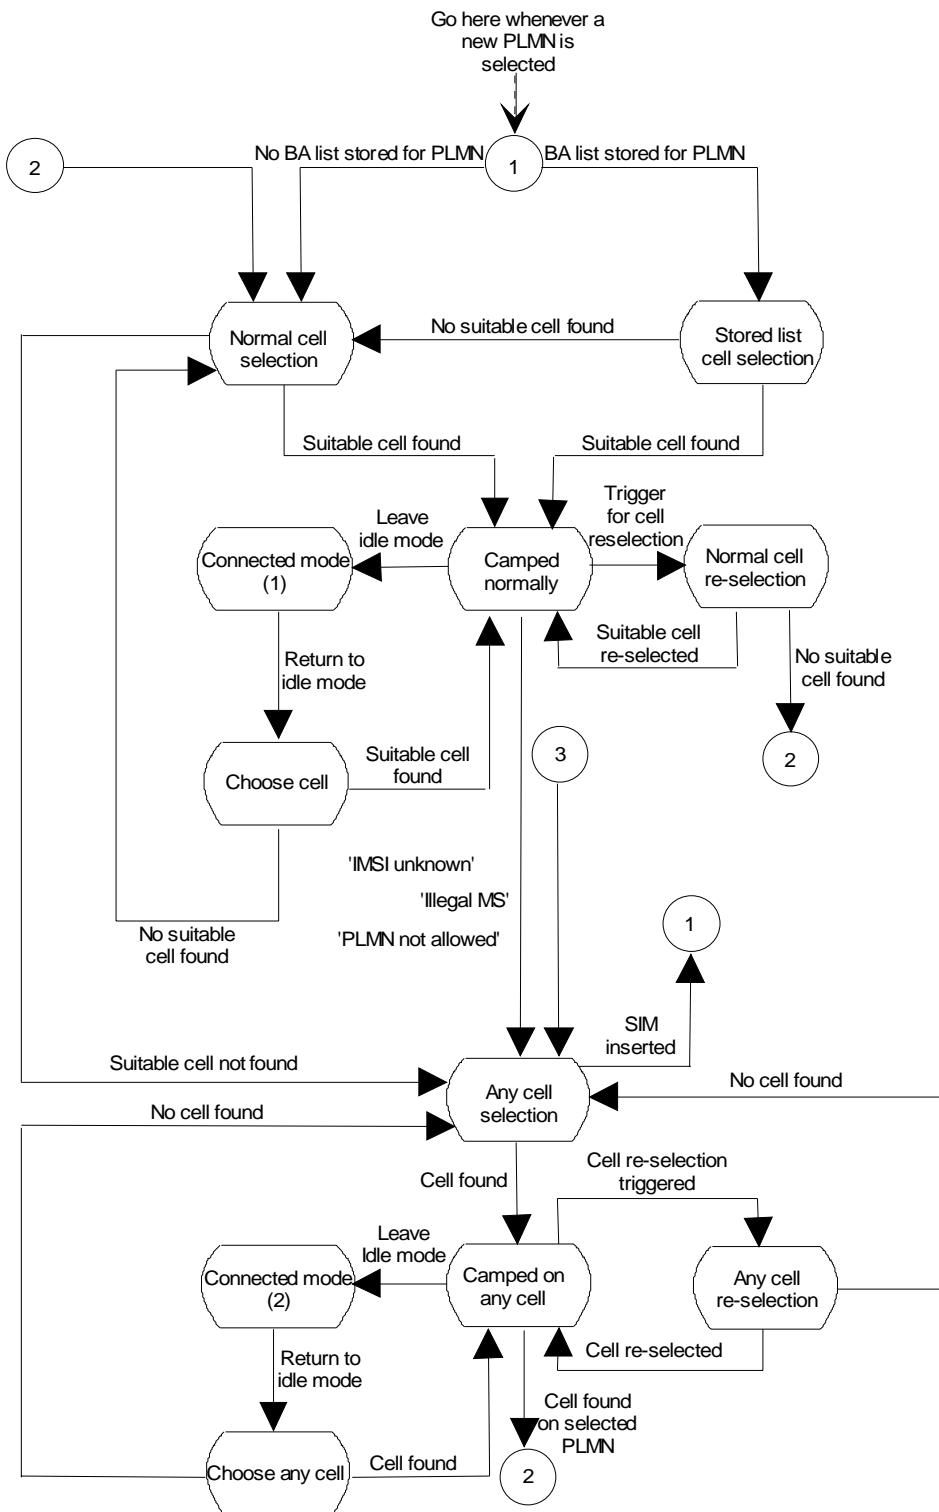 Go here whenever a
new PLMN is
selected
2
No BA list stored for PLMN
1
BA list stored for PLMN
Normal cell
selection
No suitable cell found
Stored list
cell selection
Suitable cell found
Suitable cell found
Leave
idle mode
Trigger
for cell
reselection
Connected mode
(1)
Camped
normally
Normal cell
re-selection
Suitable cell
re-selected
Return to
idle mode
No suitable
cell found
Choose cell
Suitable cell
found
3
2
'IMSI unknown'
'Illegal MS'
'PLMN not allowed'
No suitable
cell found
1
SIM
inserted
Suitable cell not found
Any cell
selection
No cell found
No cell found
Cell found
Cell re-selection
triggered
Leave
Idle mode
Connected mode
(2)
Camped on
any cell
Any cell
re-selection
Cell re-selected
Return to
idle mode
Cell found
on selected
PLMN
Choose any cell
Cell found
2